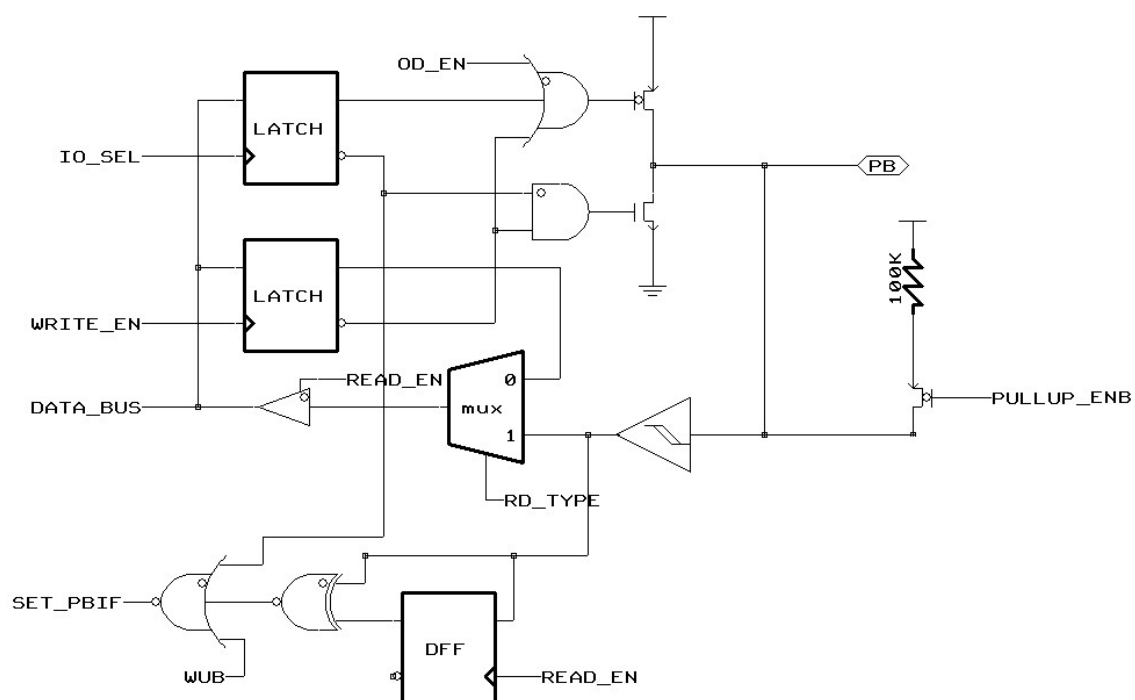 OD_EN
LATCH
IO_SEL
PB
100K
LATCH
WRITE_EN
READ_EN
0
DATA_BUS
mux
PULLUP_ENB
1
RD_TYPE
SET_PBIF
DFF
WUB
READ_EN